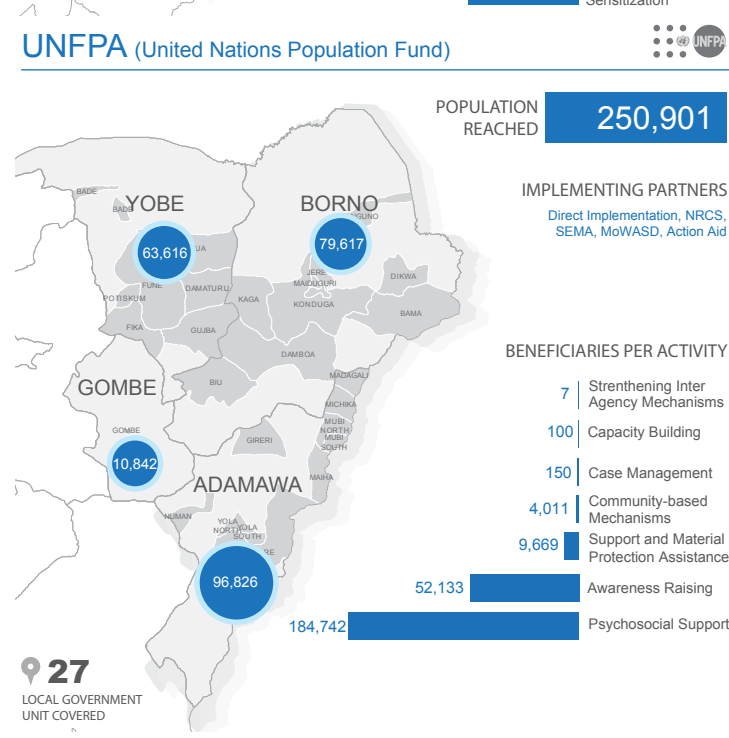 Sensitization
UNFPA (United Nations Population Fund)
UNFPA
POPULATION
REACHED
250,901
IMPLEMENTING PARTNERS
Direct Implementation, NRCS,
SEMA, MoWASD, Action Aid
BADE
BADE
YOBE
BORNO
GUNO
63,616
UA
79,617
JERE
MAIDUGURI
DIKWA
FUNE
DAMATURU
POTISKUM
KAGA
KONDUGA
BAMA
FIKA
GUJBA
DAMBOA
BIU
MADAGALI
MICHIKA
MUBI
NORTH
MUBI
SOUTH
GOMBE
GOMBE
10,842
GIRERI
MAIHA
ADAMAWA
NUMAN
YOLA
NORTH
YOLA
SOUTH
RE
96,826
BENEFICIARIES PER ACTIVITY
7 Strenthening Inter
Agency Mechanisms
100 Capacity Building
150 Case Management
4,011 Community-based
Mechanisms
9,669 Support and Material
Protection Assistance
52,133 Awareness Raising
184,742 Psychosocial Support
27
LOCAL GOVERNMENT
UNIT COVERED